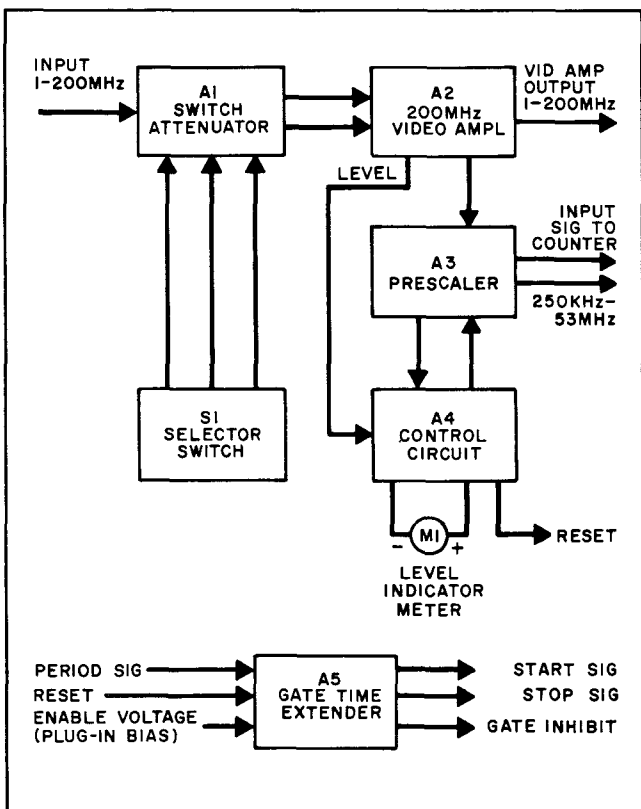 INPUT
1-200MHz
A1
SWITCH
ATTENUATOR
A2
200MHz
VIDEO AMPL
VID AMP
OUTPUT
1-200MHz
LEVEL
A3
PRESCALER
INPUT
SIG TO
COUNTER
250KHz-
53MHz
S1
SELECTOR
SWITCH
A4
CONTROL
CIRCUIT
- M1 +
RESET
LEVEL
INDICATOR
METER
PERIOD SIG
RESET
ENABLE VOLTAGE
(PLUG-IN BIAS)
A5
GATE TIME
EXTENDER
START SIG
STOP SIG
GATE INHIBIT